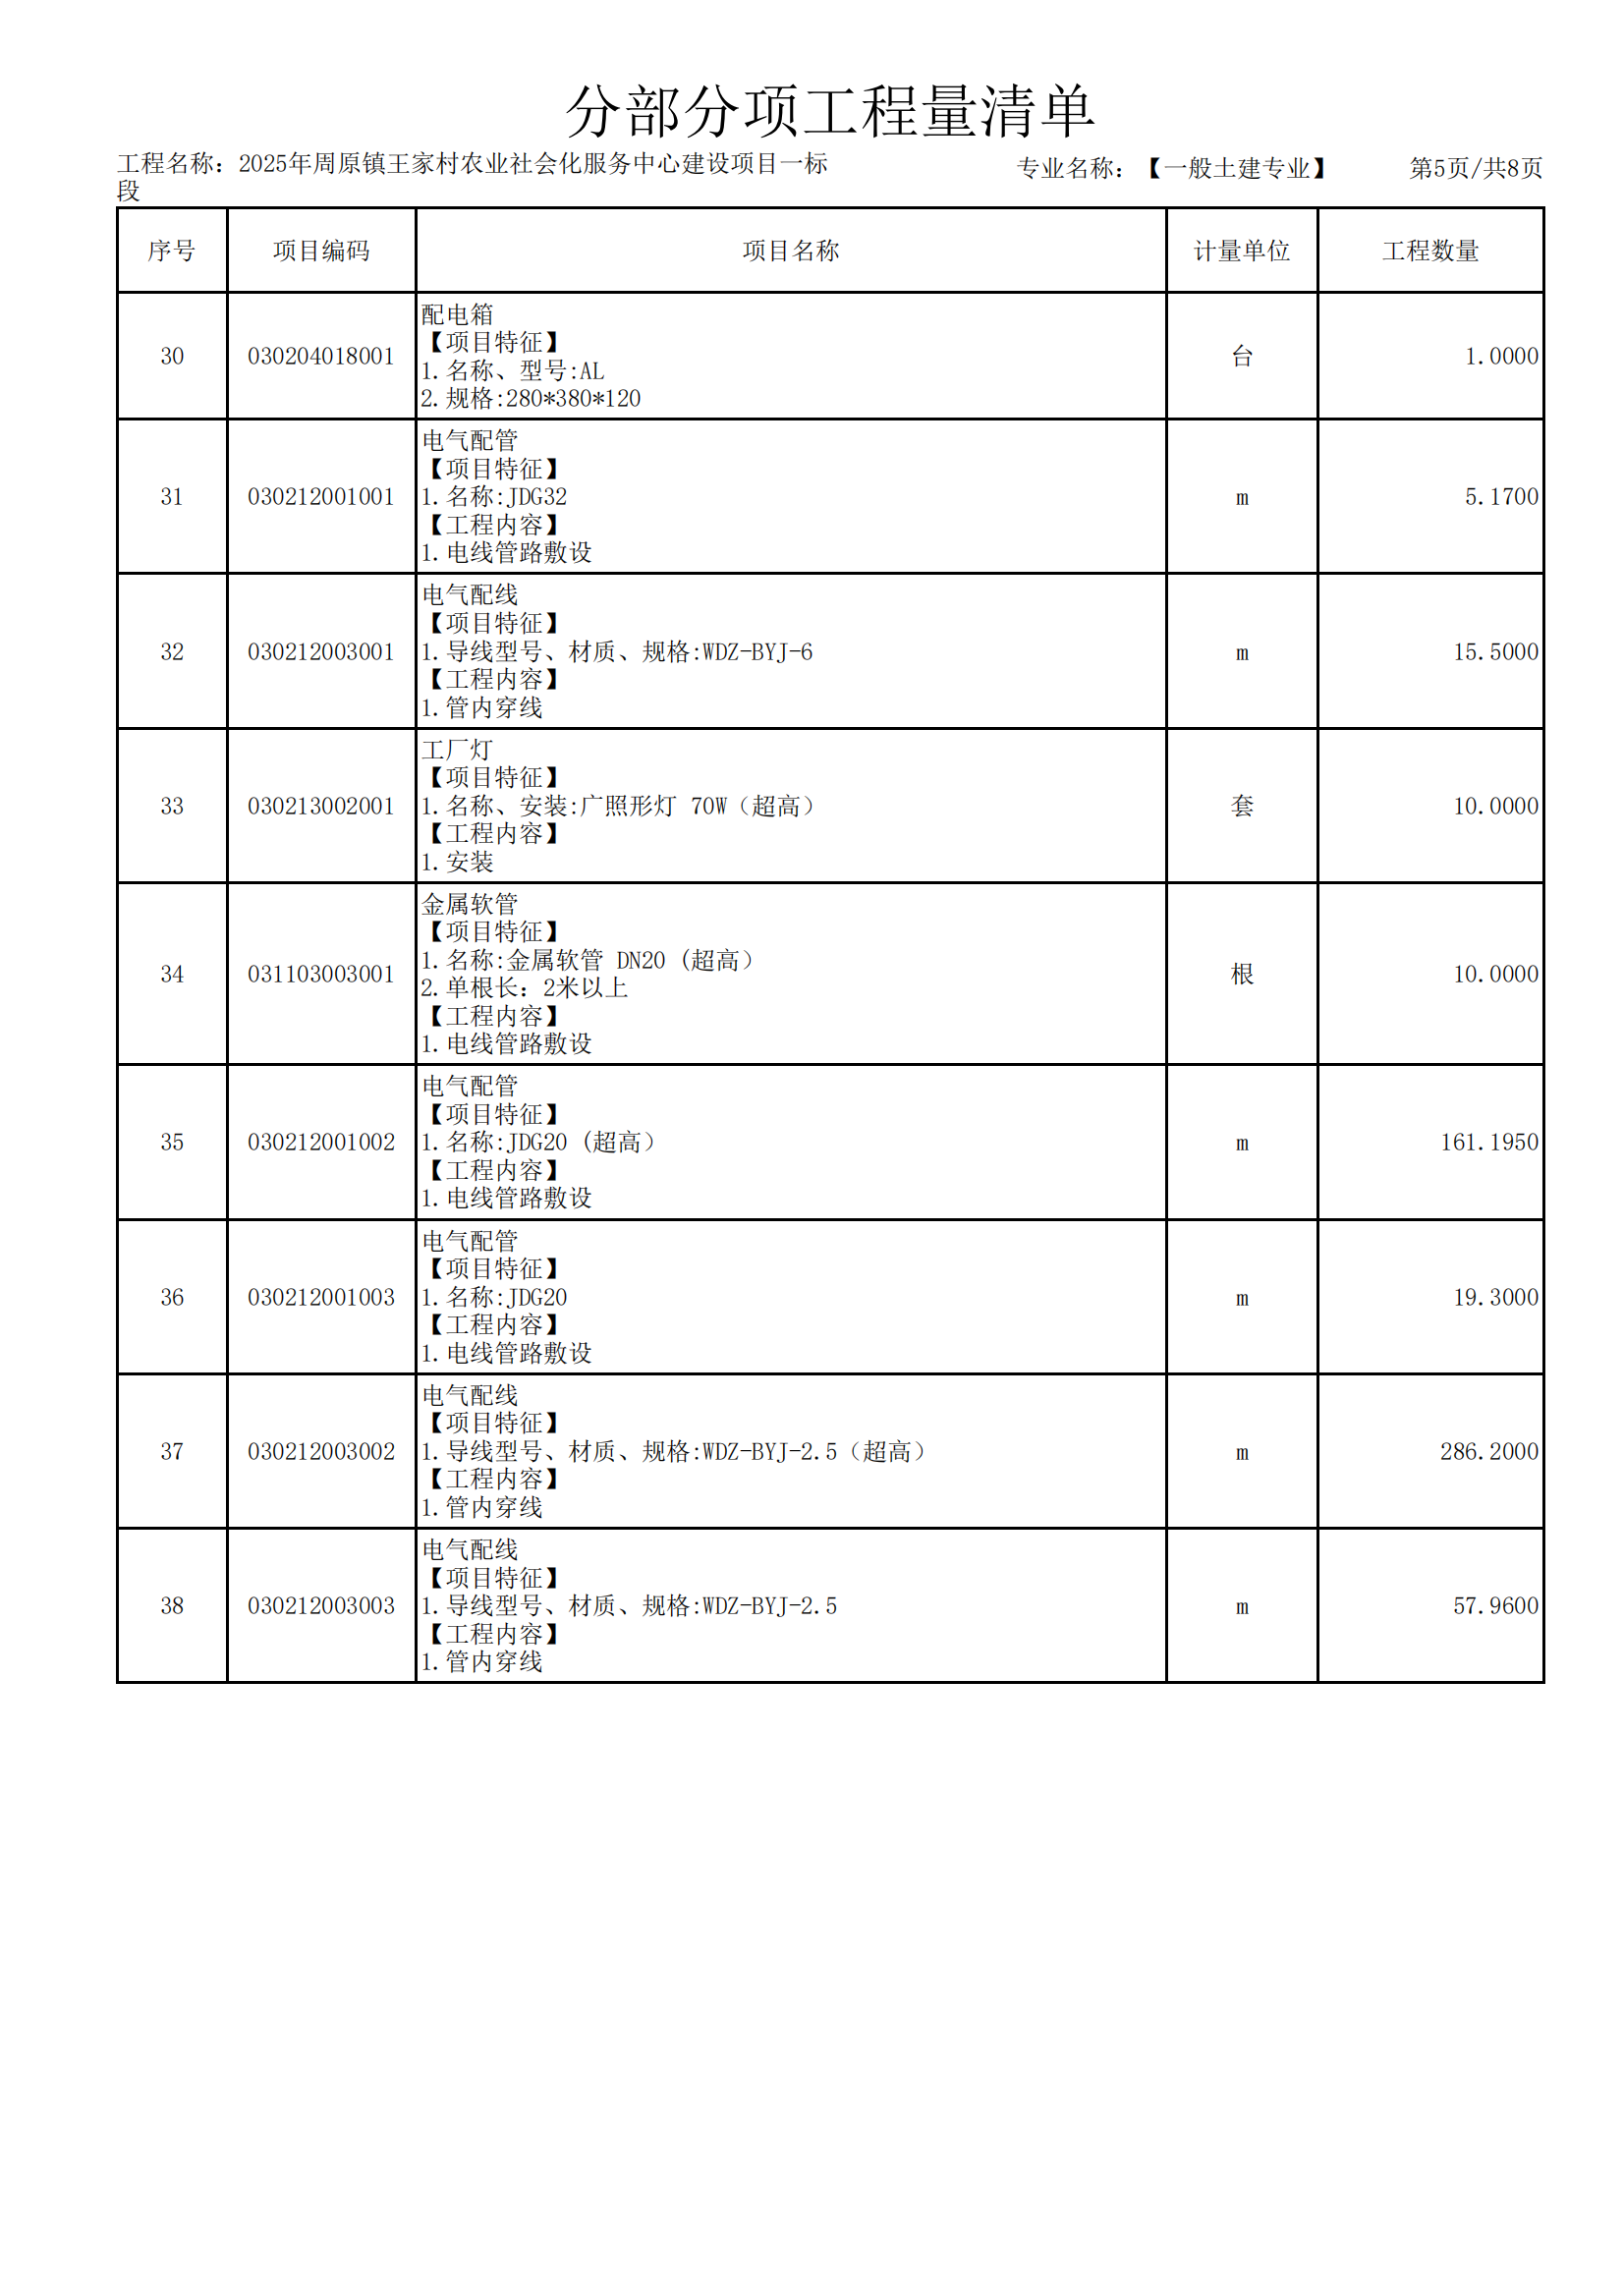 分部分项工程量清单
工程名称：2025年周原镇王家村农业社会化服务中心建设项目一标段
专业名称：【一般土建专业】
第5页/共8页
序号 项目编码 项目名称 计量单位 工程数量
30 030204018001 配电箱
【项目特征】
1.名称、型号:AL
2.规格:280*380*120
台 1.0000
31 030212001001 电气配管
【项目特征】
1.名称:JDG32
【工程内容】
1.电线管路敷设
m 5.1700
32 030212003001 电气配线
【项目特征】
1.导线型号、材质、规格:WDZ-BYJ-6
【工程内容】
1.管内穿线
m 15.5000
33 030213002001 工厂灯
【项目特征】
1.名称、安装:广照形灯 70W（超高）
【工程内容】
1.安装
套 10.0000
34 031103003001 金属软管
【项目特征】
1.名称:金属软管 DN20 (超高）
2.单根长：2米以上
【工程内容】
1.电线管路敷设
根 10.0000
35 030212001002 电气配管
【项目特征】
1.名称:JDG20 (超高）
【工程内容】
1.电线管路敷设
m 161.1950
36 030212001003 电气配管
【项目特征】
1.名称:JDG20
【工程内容】
1.电线管路敷设
m 19.3000
37 030212003002 电气配线
【项目特征】
1.导线型号、材质、规格:WDZ-BYJ-2.5（超高）
【工程内容】
1.管内穿线
m 286.2000
38 030212003003 电气配线
【项目特征】
1.导线型号、材质、规格:WDZ-BYJ-2.5
【工程内容】
1.管内穿线
m 57.9600